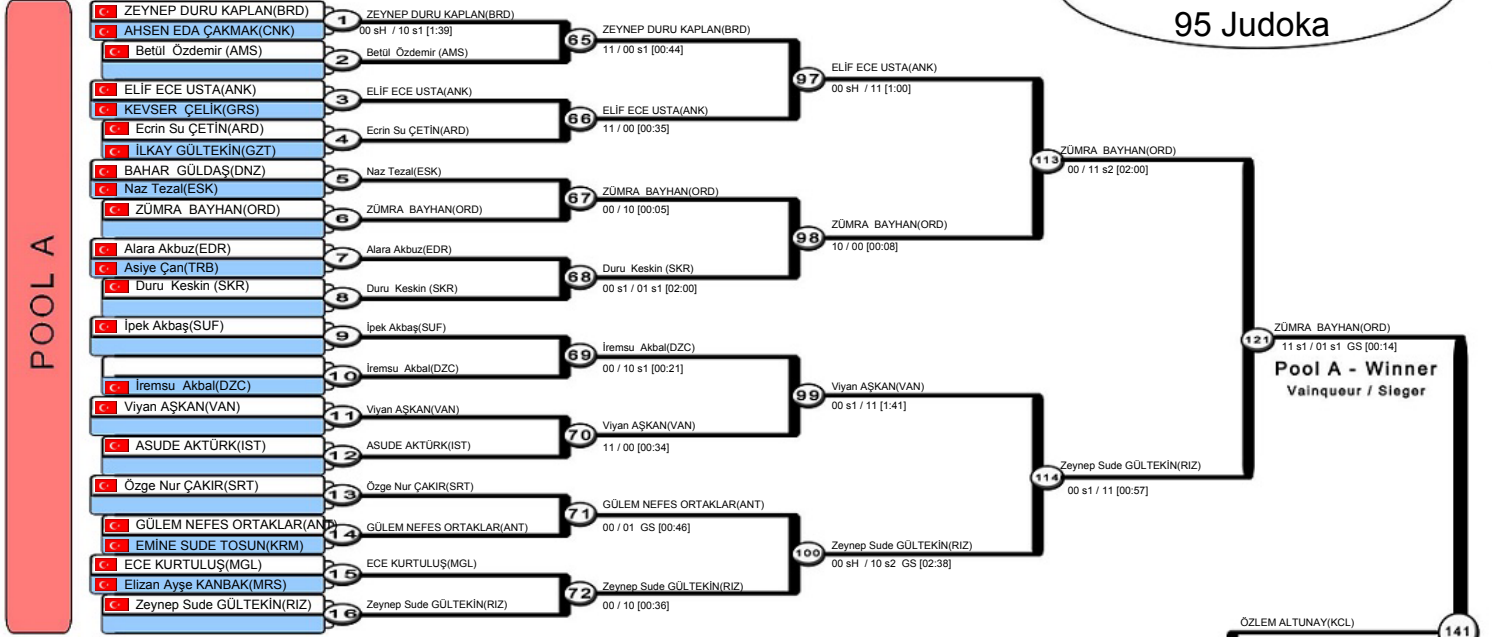 95 Judoka
POOL A
ZEYNEP DURU KAPLAN(BRD)
AHSEN EDA ÇAKMAK(CNK)
Betül Özdemir (AMS)
ELİF ECE USTA(ANK)
KEVSER ÇELİK(GRS)
Ecrin Su ÇETİN(ARD)
İLKAY GÜLTEKİN(GZT)
BAHAR GÜLDAŞ(DNZ)
Naz Tezal(ESK)
ZÜMRA BAYHAN(ORD)
Alara Akbuz(EDR)
Asiye Çan(TRB)
Duru Keskin (SKR)
İpek Akbaş(SUF)
İremsu Akbal(DZC)
Viyan AŞKAN(VAN)
ASUDE AKTÜRK(IST)
Özge Nur ÇAKIR(SRT)
GÜLEM NEFES ORTAKLAR(ANT)
EMİNE SUDE TOSUN(KRM)
ECE KURTULUŞ(MGL)
Elizan Ayşe KANBAK(MRS)
Zeynep Sude GÜLTEKİN(RIZ)
1
ZEYNEP DURU KAPLAN(BRD)
00 sH / 10 s1 [1:39]
2
Betül Özdemir (AMS)
3
ELİF ECE USTA(ANK)
4
Ecrin Su ÇETİN(ARD)
5
Naz Tezal(ESK)
6
ZÜMRA BAYHAN(ORD)
7
Alara Akbuz(EDR)
8
Duru Keskin (SKR)
9
İpek Akbaş(SUF)
10
İremsu Akbal(DZC)
11
Viyan AŞKAN(VAN)
12
ASUDE AKTÜRK(IST)
13
Özge Nur ÇAKIR(SRT)
14
GÜLEM NEFES ORTAKLAR(ANT)
15
ECE KURTULUŞ(MGL)
16
Zeynep Sude GÜLTEKİN(RIZ)
65
ZEYNEP DURU KAPLAN(BRD)
11 / 00 s1 [00:44]
66
ELİF ECE USTA(ANK)
11 / 00 [00:35]
67
ZÜMRA BAYHAN(ORD)
00 / 10 [00:05]
68
Duru Keskin (SKR)
00 s1 / 01 s1 [02:00]
69
İremsu Akbal(DZC)
00 / 10 s1 [00:21]
70
Viyan AŞKAN(VAN)
11 / 00 [00:34]
71
GÜLEM NEFES ORTAKLAR(ANT)
00 / 01 GS [00:46]
72
Zeynep Sude GÜLTEKİN(RIZ)
00 / 10 [00:36]
97
ELİF ECE USTA(ANK)
00 sH / 11 [1:00]
98
ZÜMRA BAYHAN(ORD)
10 / 00 [00:08]
99
Viyan AŞKAN(VAN)
00 s1 / 11 [1:41]
100
Zeynep Sude GÜLTEKİN(RIZ)
00 sH / 10 s2 GS [02:38]
113
ZÜMRA BAYHAN(ORD)
00 / 11 s2 [02:00]
114
Zeynep Sude GÜLTEKİN(RIZ)
00 s1 / 11 [00:57]
121
ZÜMRA BAYHAN(ORD)
11 s1 / 01 s1 GS [00:14]
Pool A - Winner
Vainqueur / Sieger
ÖZLEM ALTUNAY(KCL)
141